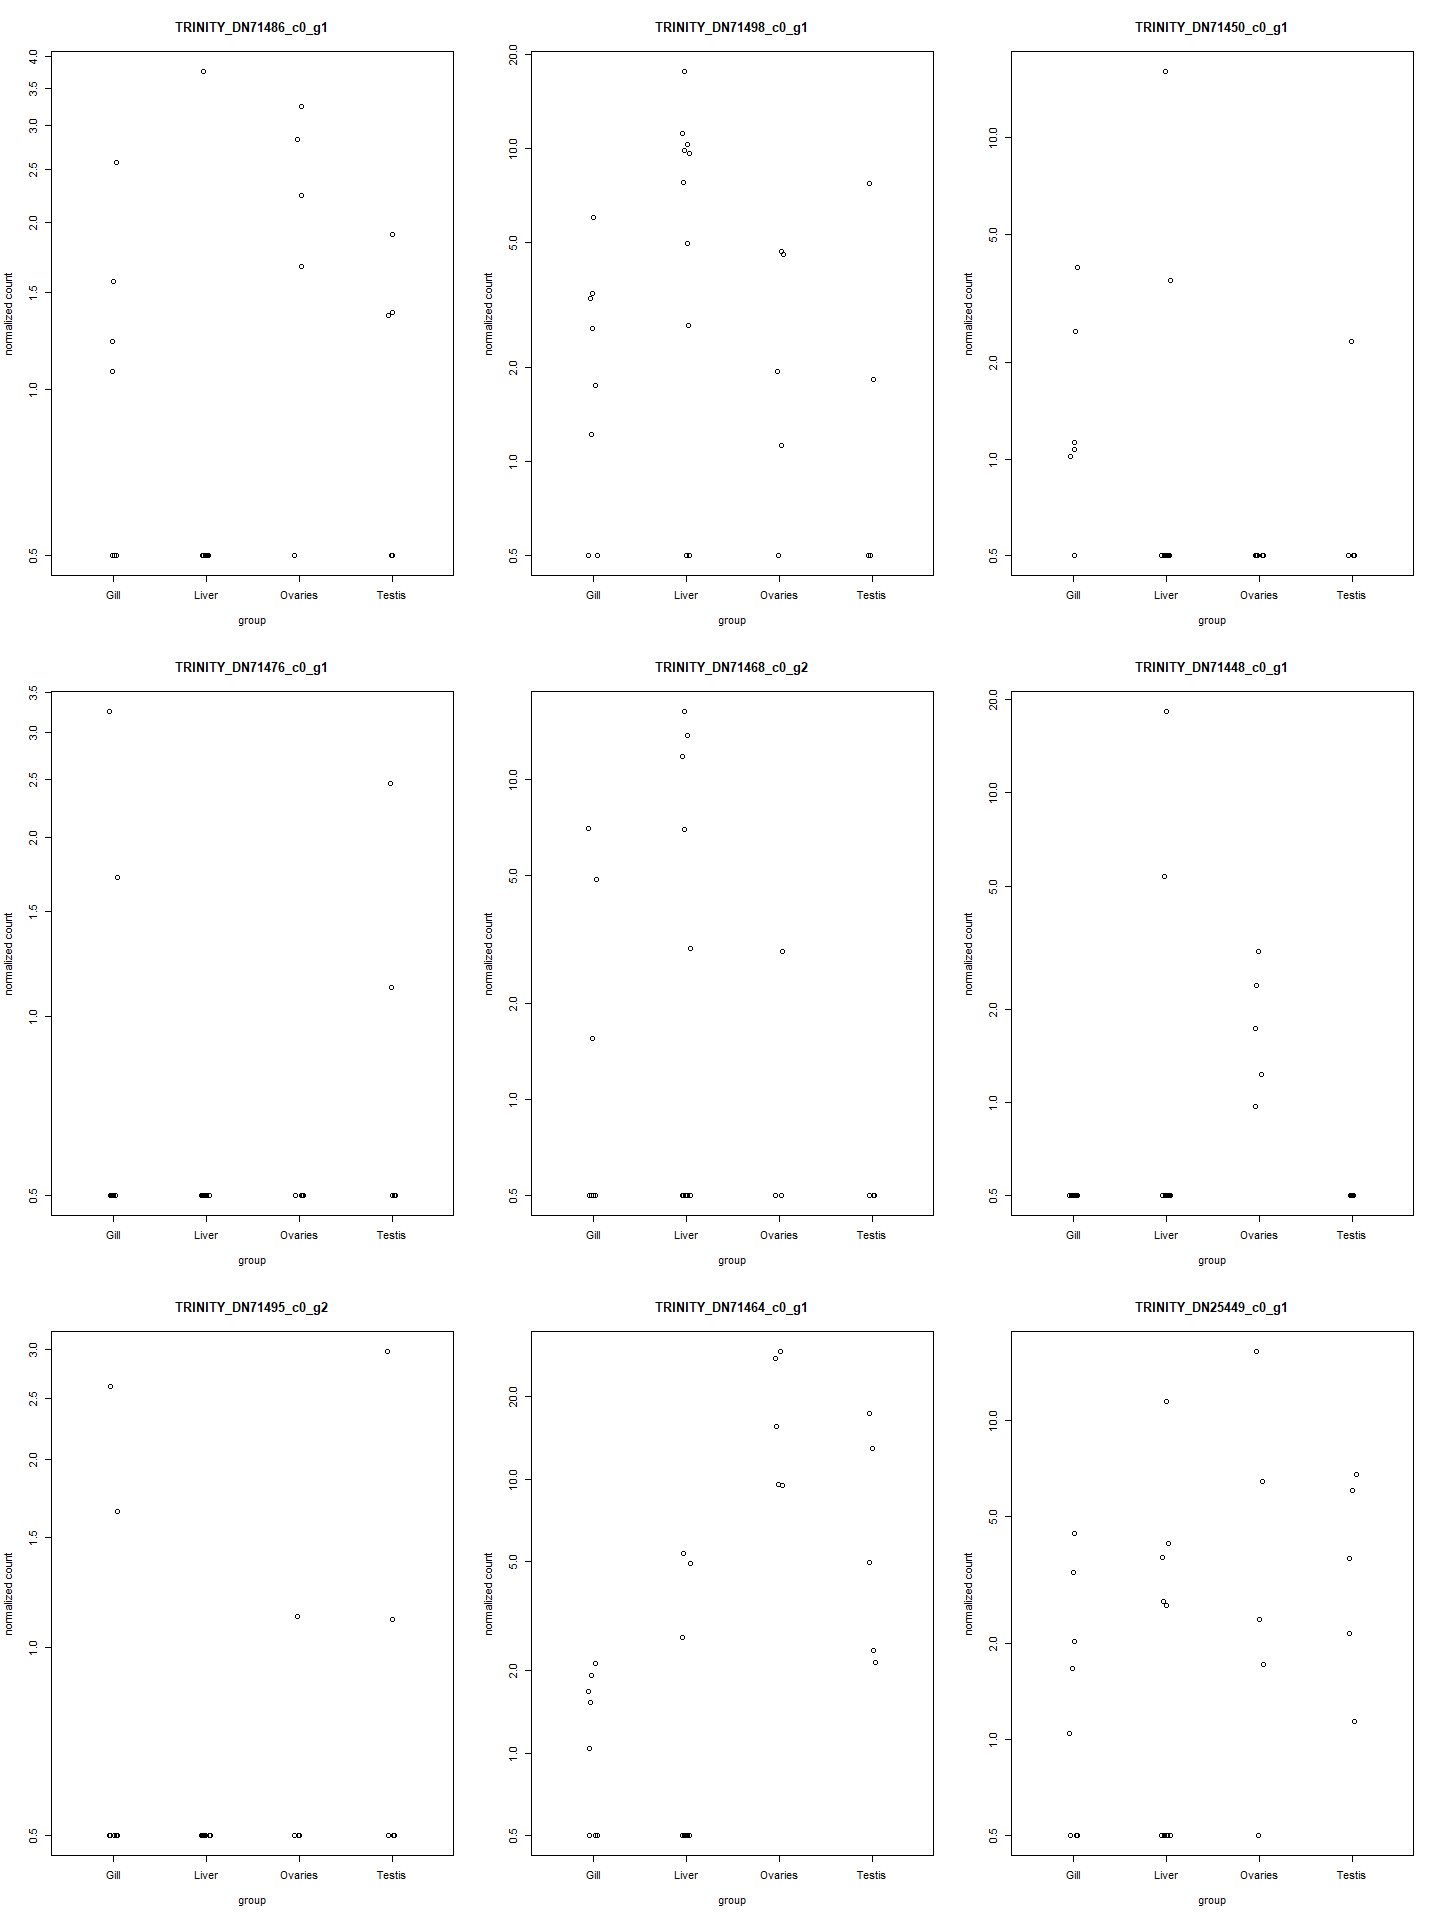 TRINITY_DN71486_c0_g1
normalized count
0.5 1.0 1.5 2.0 2.5 3.0 3.5 4.0
Gill Liver Ovaries Testis
group
TRINITY_DN71498_c0_g1
normalized count
0.5 1.0 2.0 5.0 10.0 20.0
Gill Liver Ovaries Testis
group
TRINITY_DN71450_c0_g1
normalized count
0.5 1.0 2.0 5.0 10.0
Gill Liver Ovaries Testis
group
TRINITY_DN71476_c0_g1
normalized count
0.5 1.0 1.5 2.0 2.5 3.0 3.5
Gill Liver Ovaries Testis
group
TRINITY_DN71468_c0_g2
normalized count
0.5 1.0 2.0 5.0 10.0
Gill Liver Ovaries Testis
group
TRINITY_DN71448_c0_g1
normalized count
0.5 1.0 2.0 5.0 10.0 20.0
Gill Liver Ovaries Testis
group
TRINITY_DN71495_c0_g2
normalized count
0.5 1.0 1.5 2.0 2.5 3.0
Gill Liver Ovaries Testis
group
TRINITY_DN71464_c0_g1
normalized count
0.5 1.0 2.0 5.0 10.0 20.0
Gill Liver Ovaries Testis
group
TRINITY_DN25449_c0_g1
normalized count
0.5 1.0 2.0 5.0 10.0
Gill Liver Ovaries Testis
group